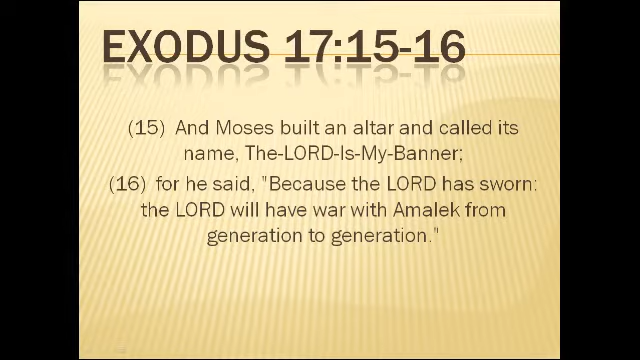 EXODUS 17:15-16
(15) And Moses built an altar and called its
name, The-LORD-Is-My-Banner;
(16) for he said, "Because the LORD has sworn:
the LORD will have war with Amalek from
generation to generation."